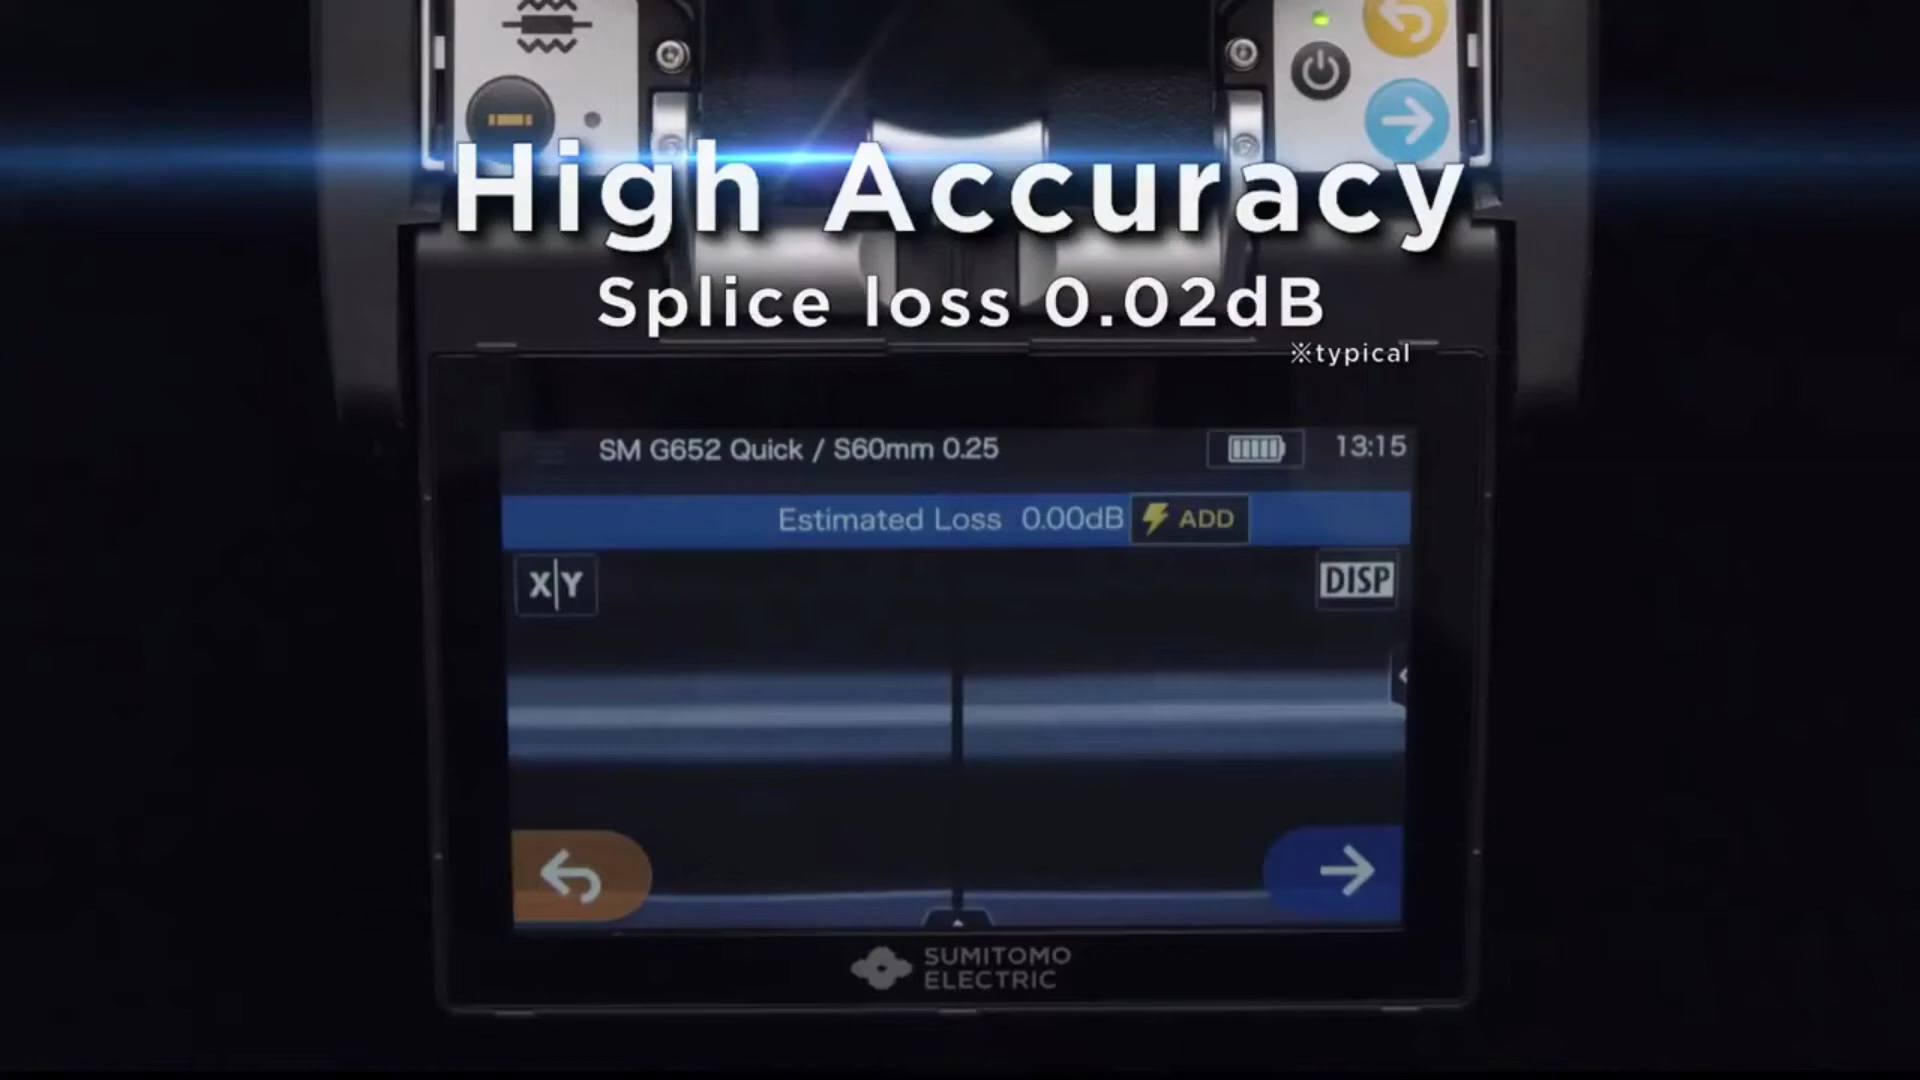 High Accuracy
Splice loss 0.02dB
※typical
SM G652 Quick / S60mm 0.25
13:15
Estimated Loss 0.00dB
ADD
X|Y
DISP
SUMITOMO
ELECTRIC